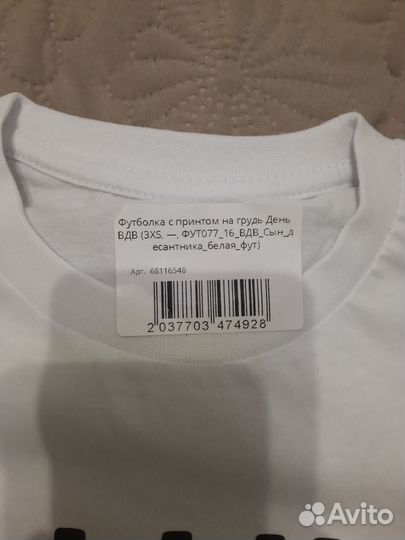 Футболка с принтом на грудь День
ВДВ (3XS, —, ФУТ077_16_ВДВ_Сын_д
есантника_белая_фут)
Арт. 68116548
2 037703 474928
Avito